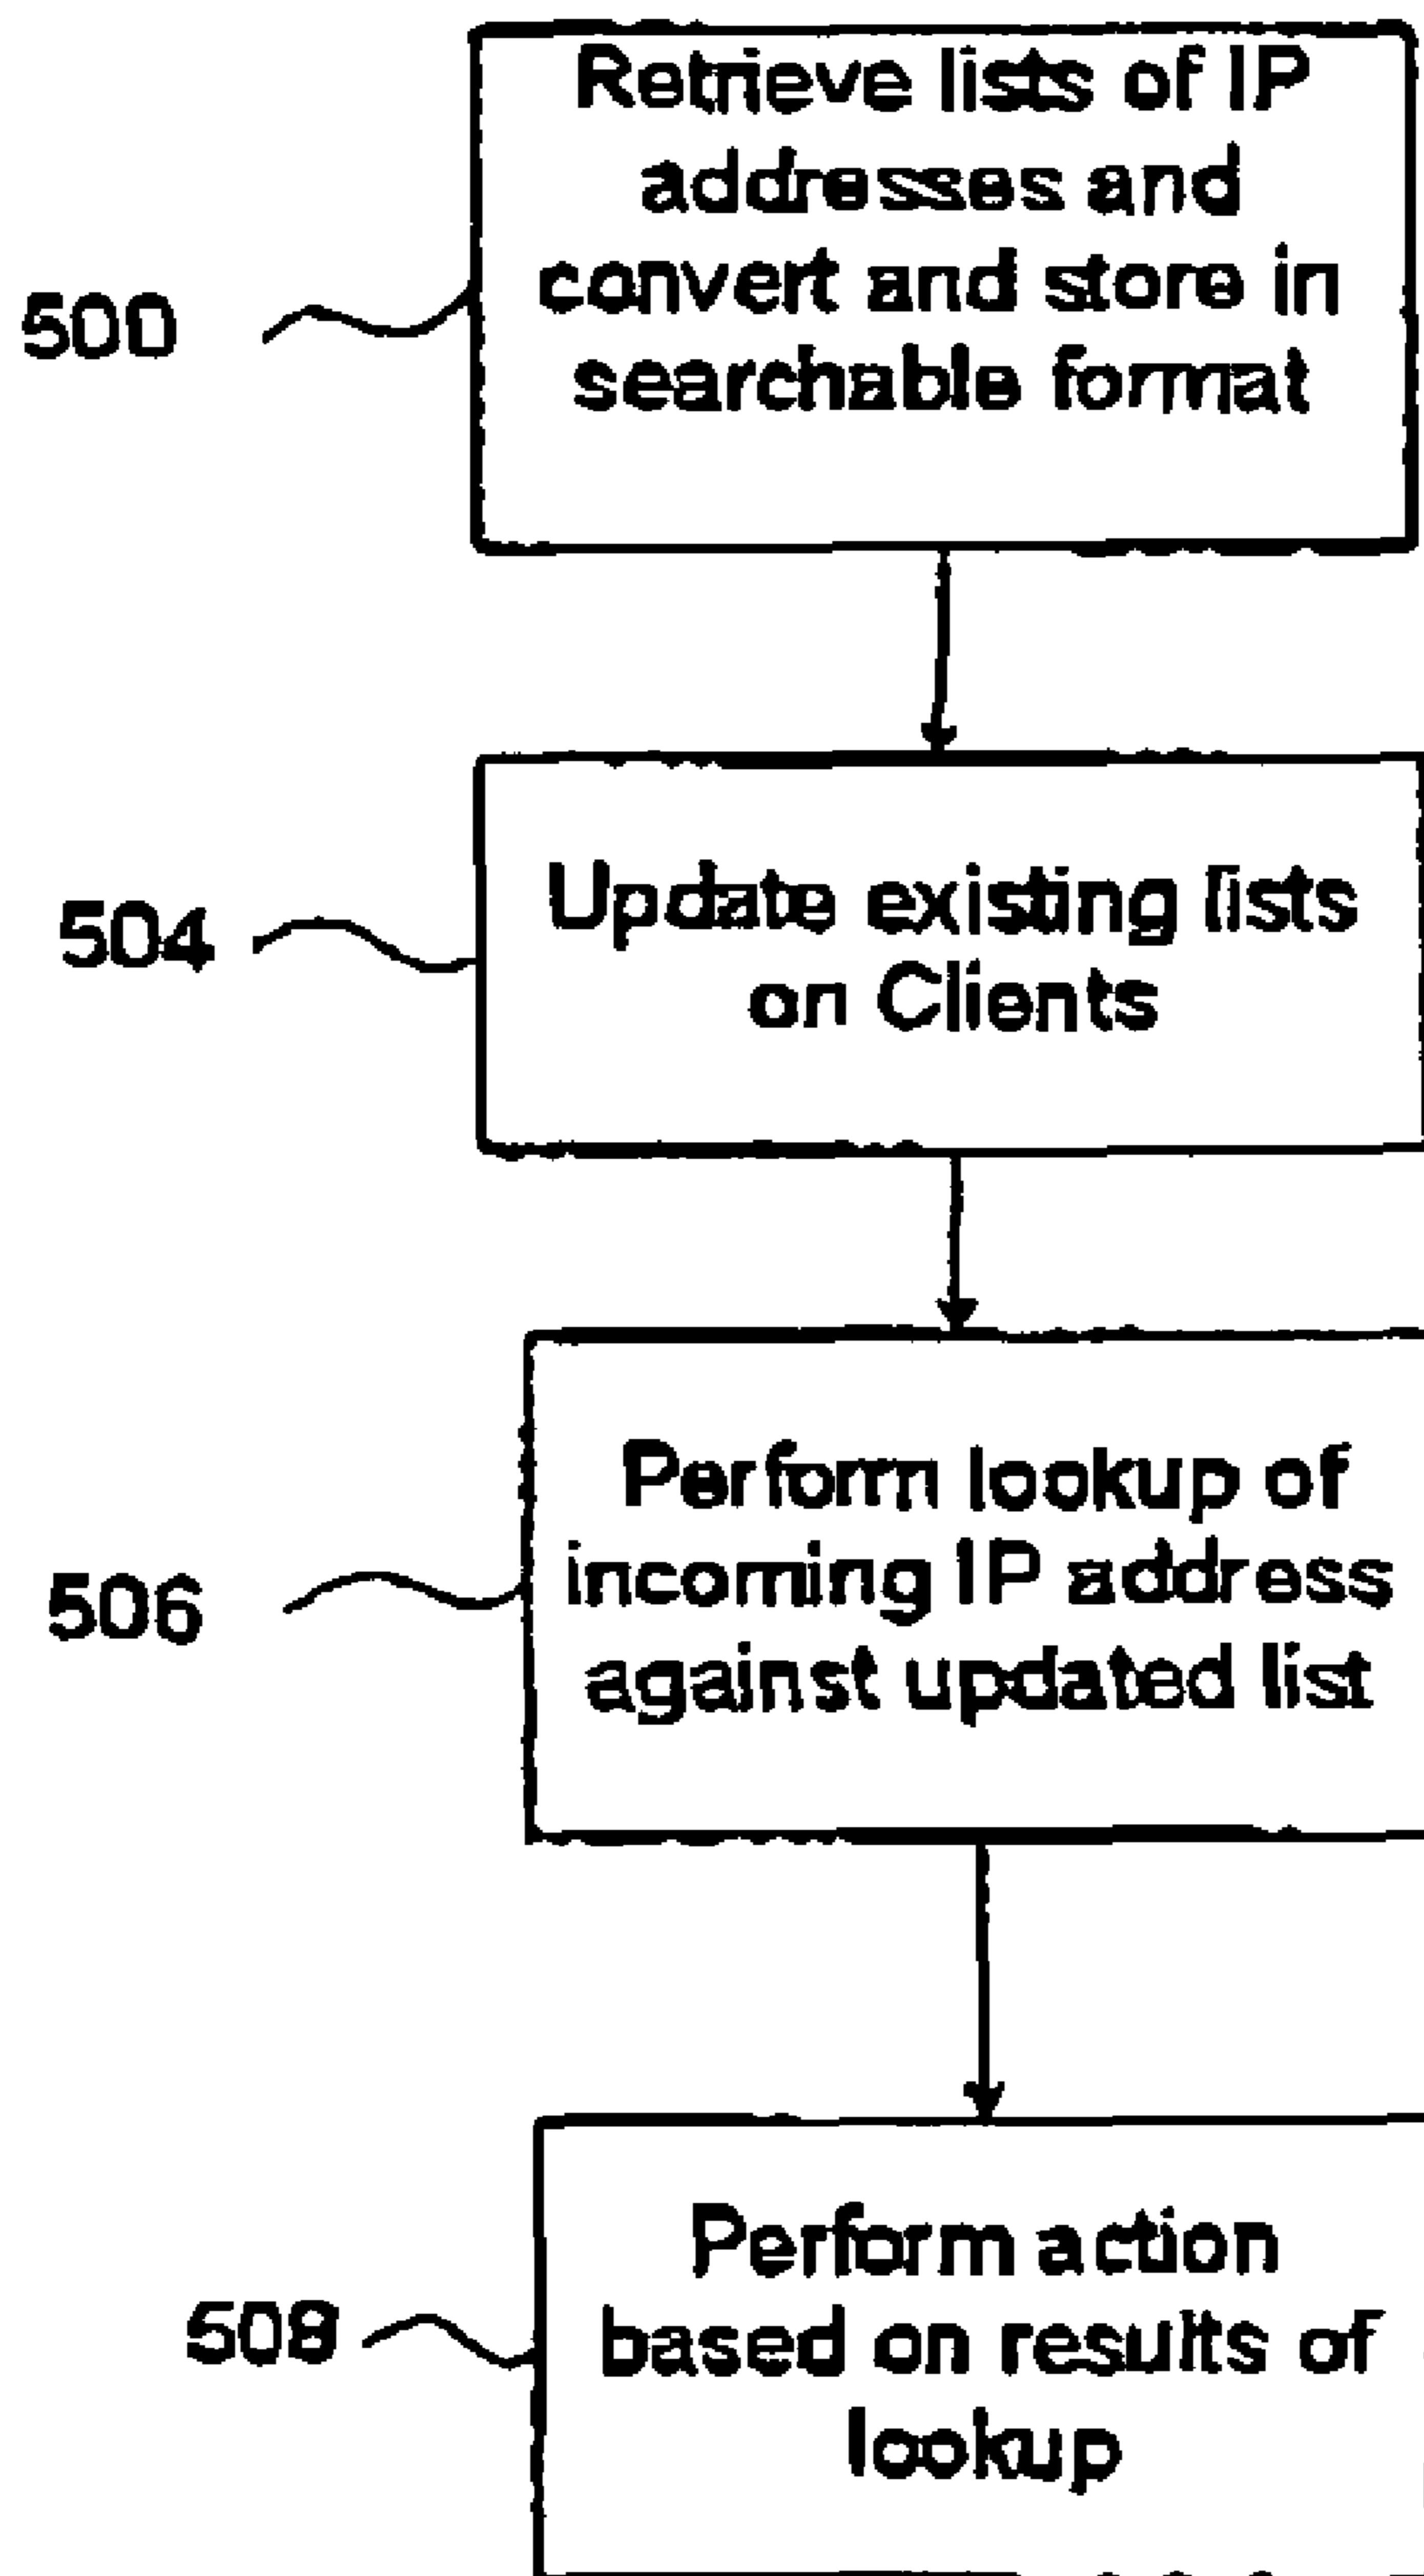 500
Retrieve lists of IP
addresses and
convert and store in
searchable format
504
Update existing lists
on Clients
506
Perform lookup of
incoming IP address
against updated list
508
Perform action
based on results of
lookup